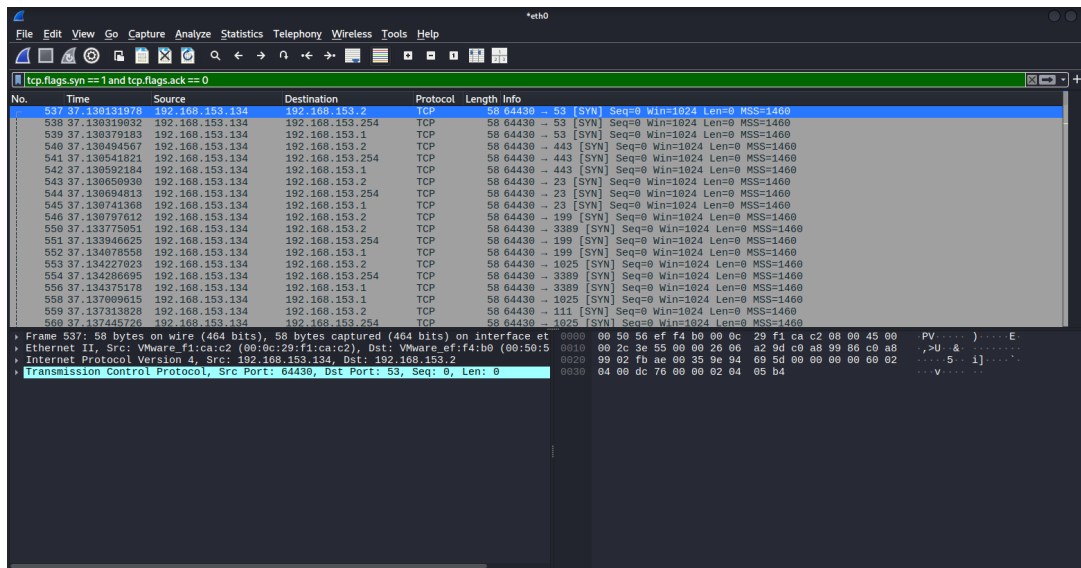 *eth0
File Edit View Go Capture Analyze Statistics Telephony Wireless Tools Help
tcp.flags.syn == 1 and tcp.flags.ack == 0
No. Time Source Destination Protocol Length Info
537 37.130131978 192.168.153.134 192.168.153.2 TCP 58 64430 → 53 [SYN] Seq=0 Win=1024 Len=0 MSS=1460
538 37.130319032 192.168.153.134 192.168.153.254 TCP 58 64430 → 53 [SYN] Seq=0 Win=1024 Len=0 MSS=1460
539 37.130379183 192.168.153.134 192.168.153.1 TCP 58 64430 → 53 [SYN] Seq=0 Win=1024 Len=0 MSS=1460
540 37.130494567 192.168.153.134 192.168.153.2 TCP 58 64430 → 443 [SYN] Seq=0 Win=1024 Len=0 MSS=1460
541 37.130541821 192.168.153.134 192.168.153.254 TCP 58 64430 → 443 [SYN] Seq=0 Win=1024 Len=0 MSS=1460
542 37.130592184 192.168.153.134 192.168.153.1 TCP 58 64430 → 443 [SYN] Seq=0 Win=1024 Len=0 MSS=1460
543 37.130650930 192.168.153.134 192.168.153.2 TCP 58 64430 → 23 [SYN] Seq=0 Win=1024 Len=0 MSS=1460
544 37.130694813 192.168.153.134 192.168.153.254 TCP 58 64430 → 23 [SYN] Seq=0 Win=1024 Len=0 MSS=1460
545 37.130741368 192.168.153.134 192.168.153.1 TCP 58 64430 → 23 [SYN] Seq=0 Win=1024 Len=0 MSS=1460
546 37.130797612 192.168.153.134 192.168.153.2 TCP 58 64430 → 199 [SYN] Seq=0 Win=1024 Len=0 MSS=1460
550 37.133775051 192.168.153.134 192.168.153.2 TCP 58 64430 → 3389 [SYN] Seq=0 Win=1024 Len=0 MSS=1460
551 37.133946625 192.168.153.134 192.168.153.254 TCP 58 64430 → 199 [SYN] Seq=0 Win=1024 Len=0 MSS=1460
552 37.134078558 192.168.153.134 192.168.153.1 TCP 58 64430 → 199 [SYN] Seq=0 Win=1024 Len=0 MSS=1460
553 37.134227023 192.168.153.134 192.168.153.2 TCP 58 64430 → 1025 [SYN] Seq=0 Win=1024 Len=0 MSS=1460
554 37.134286695 192.168.153.134 192.168.153.254 TCP 58 64430 → 3389 [SYN] Seq=0 Win=1024 Len=0 MSS=1460
556 37.134375178 192.168.153.134 192.168.153.1 TCP 58 64430 → 3389 [SYN] Seq=0 Win=1024 Len=0 MSS=1460
558 37.137009615 192.168.153.134 192.168.153.1 TCP 58 64430 → 1025 [SYN] Seq=0 Win=1024 Len=0 MSS=1460
559 37.137313828 192.168.153.134 192.168.153.2 TCP 58 64430 → 111 [SYN] Seq=0 Win=1024 Len=0 MSS=1460
560 37.137445726 192.168.153.134 192.168.153.254 TCP 58 64430 → 1025 [SYN] Seq=0 Win=1024 Len=0 MSS=1460
Frame 537: 58 bytes on wire (464 bits), 58 bytes captured (464 bits) on interface et
Ethernet II, Src: VMware_f1:ca:c2 (00:0c:29:f1:ca:c2), Dst: VMware_ef:f4:b0 (00:50:5
Internet Protocol Version 4, Src: 192.168.153.134, Dst: 192.168.153.2
Transmission Control Protocol, Src Port: 64430, Dst Port: 53, Seq: 0, Len: 0
0000 00 50 56 ef f4 b0 00 0c 29 f1 ca c2 08 00 45 00 ·PV····· )·····E·
0010 00 2c 3e 55 00 00 26 06 a2 9d c0 a8 99 86 c0 a8 ·,>U··&· ········
0020 99 02 fb ae 00 35 9e 94 69 5d 00 00 00 00 60 02 ·····5·· i]····`·
0030 04 00 dc 76 00 00 02 04 05 b4 ···v···· ··